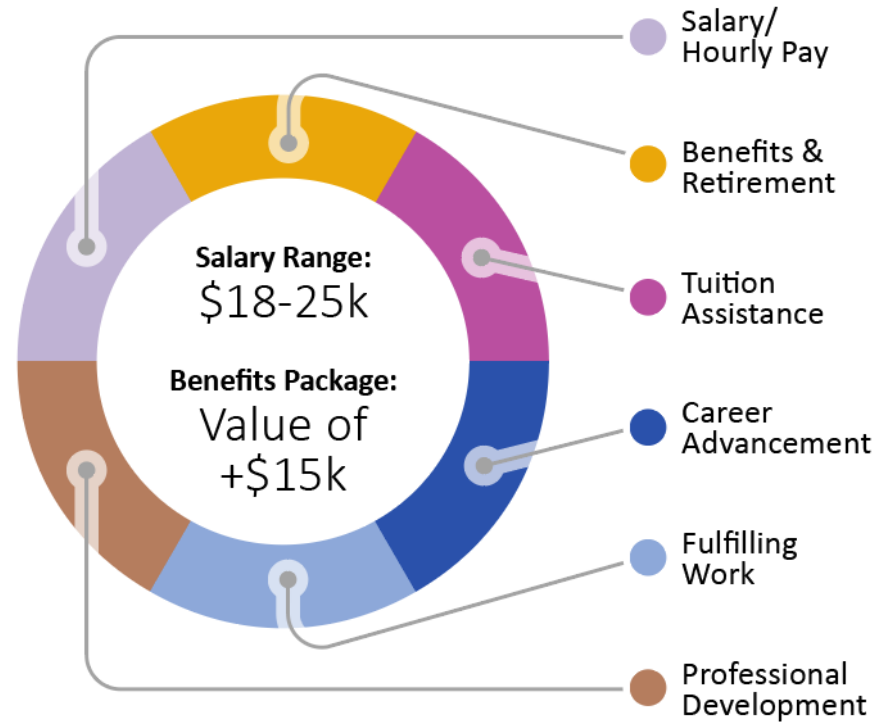 Salary/
Hourly Pay
Benefits &
Retirement
Tuition
Assistance
Career
Advancement
Fulfilling
Work
Professional
Development
Salary Range:
$18-25k
Benefits Package:
Value of
+$15k